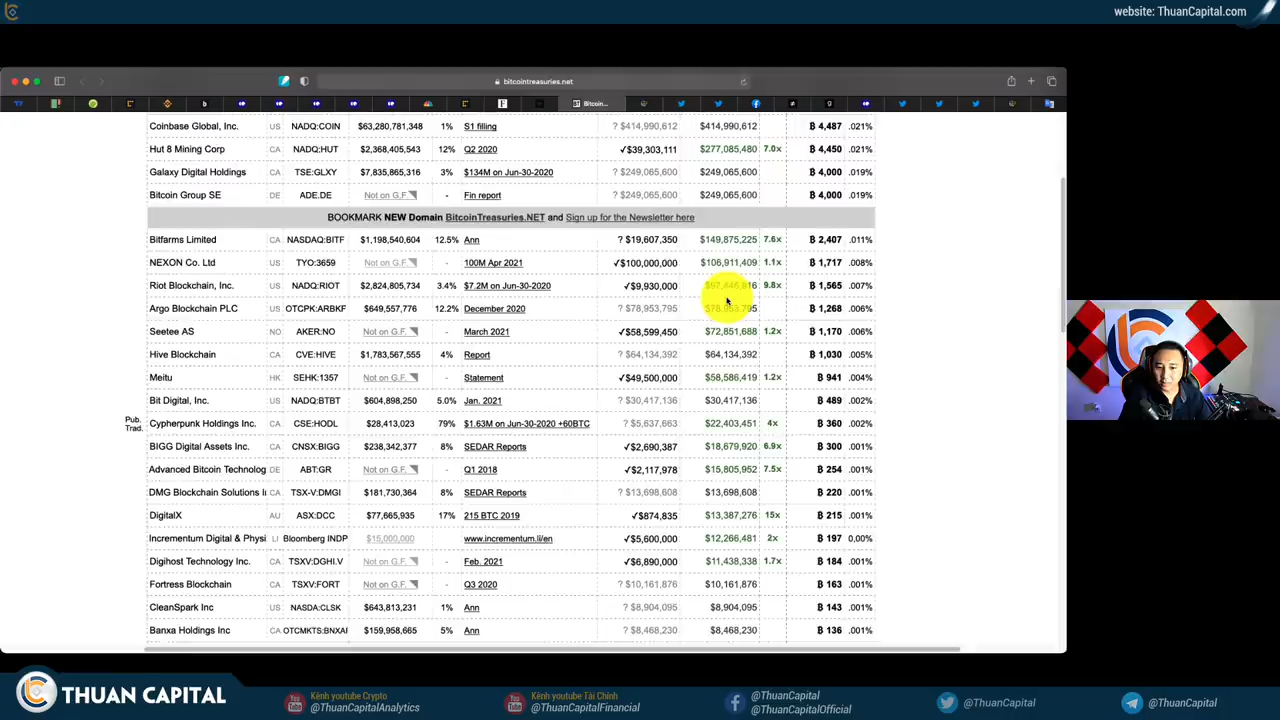 website: ThuanCapital.com
bitcointreasuries.net
Bitcoin...
Coinbase Global, Inc. US NADQ:COIN $63,280,781,348 1% S1 filling ? $414,990,612 $414,990,612 ₿ 4,487 .021%
Hut 8 Mining Corp CA NADQ:HUT $2,368,405,543 12% Q2 2020 ✓$39,303,111 $277,085,480 7.0x ₿ 4,450 .021%
Galaxy Digital Holdings CA TSE:GLXY $7,835,865,316 3% $134M on Jun-30-2020 ? $249,065,600 $249,065,600 ₿ 4,000 .019%
Bitcoin Group SE DE ADE.DE Not on G.F. - Fin report ? $249,065,600 $249,065,600 ₿ 4,000 .019%
BOOKMARK NEW Domain BitcoinTreasuries.NET and Sign up for the Newsletter here
Bitfarms Limited CA NASDAQ:BITF $1,198,540,604 12.5% Ann ? $19,607,350 $149,875,225 7.6x ₿ 2,407 .011%
NEXON Co. Ltd US TYO:3659 Not on G.F. - 100M Apr 2021 ✓$100,000,000 $106,911,409 1.1x ₿ 1,717 .008%
Riot Blockchain, Inc. US NADQ:RIOT $2,824,805,734 3.4% $7.2M on Jun-30-2020 ✓$9,930,000 9.8x ₿ 1,565 .007%
Argo Blockchain PLC US OTCPK:ARBKF $649,557,776 12.2% December 2020 ? $78,953,795 $78,953,795 ₿ 1,268 .006%
Seetee AS NO AKER:NO Not on G.F. - March 2021 ✓$58,599,450 $72,851,688 1.2x ₿ 1,170 .006%
Hive Blockchain CA CVE:HIVE $1,783,567,555 4% Report ? $64,134,392 $64,134,392 ₿ 1,030 .005%
Meitu HK SEHK:1357 Not on G.F. - Statement ✓$49,500,000 $58,586,419 1.2x ₿ 941 .004%
Bit Digital, Inc. US NADQ:BTBT $604,898,250 5.0% Jan. 2021 ? $30,417,136 $30,417,136 ₿ 489 .002%
Pub. Trad.
Cypherpunk Holdings Inc. CA CSE:HODL $28,413,023 79% $1.63M on Jun-30-2020 +60BTC ? $5,637,663 $22,403,451 4x ₿ 360 .002%
BIGG Digital Assets Inc. CA CNSX:BIGG $238,342,377 8% SEDAR Reports ✓$2,690,387 $18,679,920 6.9x ₿ 300 .001%
Advanced Bitcoin Technolog DE ABT:GR Not on G.F. - Q1 2018 ✓$2,117,978 $15,805,952 7.5x ₿ 254 .001%
DMG Blockchain Solutions I CA TSX-V:DMGI $181,730,364 8% SEDAR Reports ? $13,698,608 $13,698,608 ₿ 220 .001%
DigitalX AU ASX:DCC $77,665,935 17% 215 BTC 2019 ✓$874,835 $13,387,276 15x ₿ 215 .001%
Incrementum Digital & Physi LI Bloomberg INDP $15,000,000 www.incrementum.li/en ✓$5,600,000 $12,266,481 2x ₿ 197 0,00%
Digihost Technology Inc. CA TSXV:DGHI.V Not on G.F. - Feb. 2021 ✓$6,890,000 $11,438,338 1.7x ₿ 184 .001%
Fortress Blockchain CA TSXV:FORT Not on G.F. - Q3 2020 ? $10,161,876 $10,161,876 ₿ 163 .001%
CleanSpark Inc US NASDA:CLSK $643,813,231 1% Ann ? $8,904,095 $8,904,095 ₿ 143 .001%
Banxa Holdings Inc CA OTCMKTS:BNXAF $159,958,665 5% Ann ? $8,468,230 $8,468,230 ₿ 136 .001%
THUAN CAPITAL
Kênh youtube Crypto
@ThuanCapitalAnalytics
Kênh youtube Tài Chính
@ThuanCapitalFinancial
@ThuanCapital
@ThuanCapitalOfficial
@ThuanCapital
@ThuanCapital